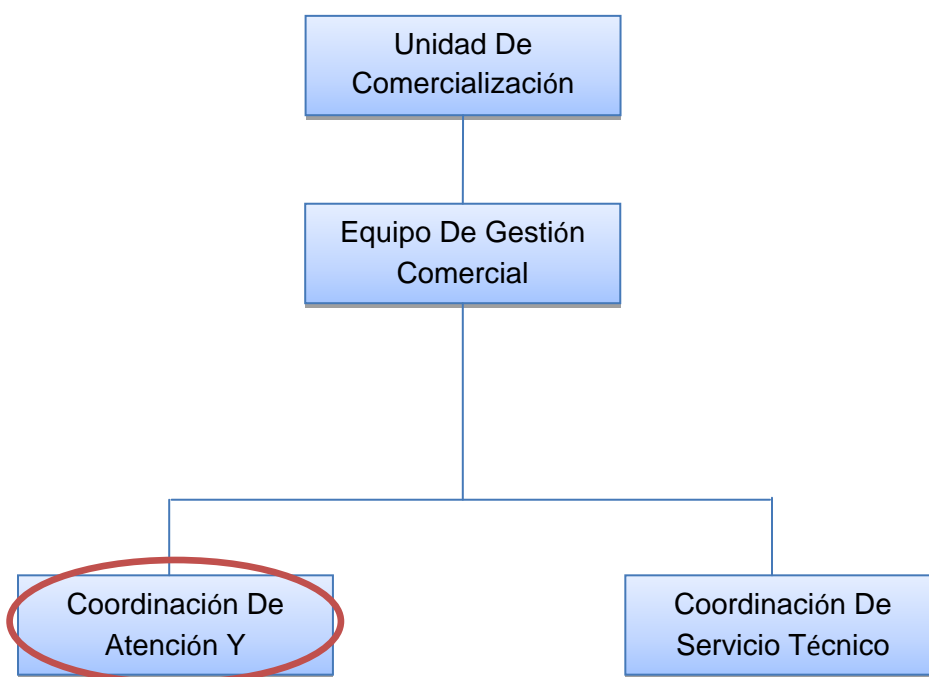 Unidad De
Comercialización
Equipo De Gestión
Comercial
Coordinación De
Atención Y
Coordinación De
Servicio Técnico